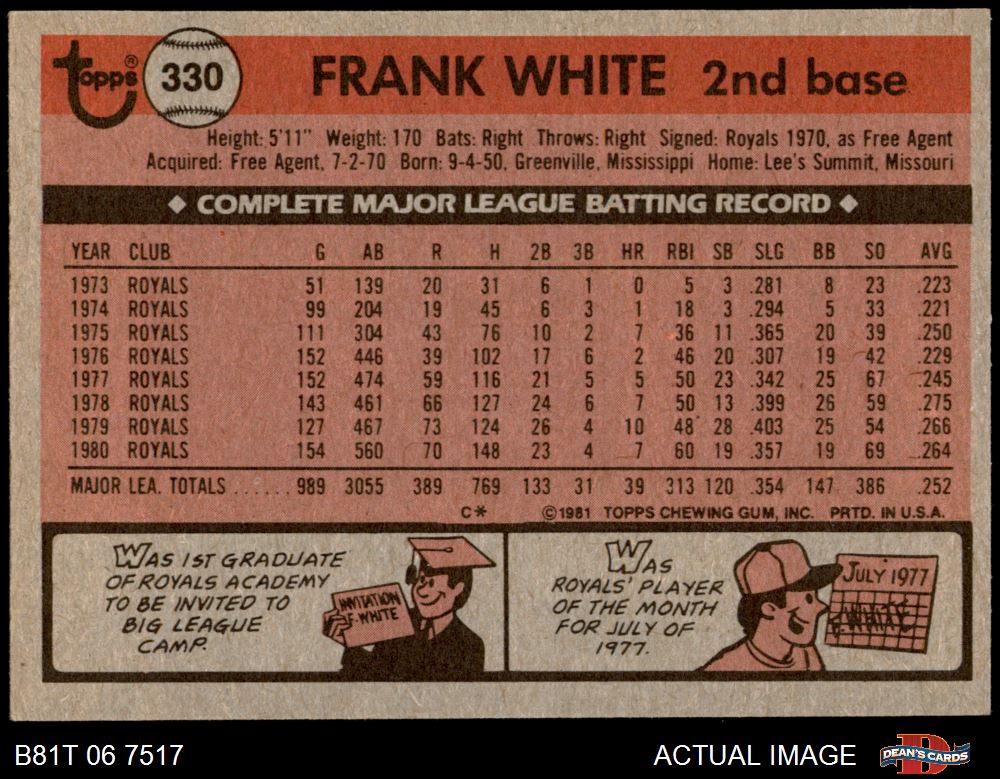 Topps® 330 FRANK WHITE 2nd base
Height: 5'11" Weight: 170 Bats: Right Throws: Right Signed: Royals 1970, as Free Agent
Acquired: Free Agent, 7-2-70 Born: 9-4-50, Greenville, Mississippi Home: Lee's Summit, Missouri
◆ COMPLETE MAJOR LEAGUE BATTING RECORD ◆
YEAR CLUB G AB R H 2B 3B HR RBI SB SLG BB SO AVG
1973 ROYALS 51 139 20 31 6 1 0 5 3 .281 8 23 .223
1974 ROYALS 99 204 19 45 6 3 1 18 3 .294 5 33 .221
1975 ROYALS 111 304 43 76 10 2 7 36 11 .365 20 39 .250
1976 ROYALS 152 446 39 102 17 6 2 46 20 .307 19 42 .229
1977 ROYALS 152 474 59 116 21 5 5 50 23 .342 25 67 .245
1978 ROYALS 143 461 66 127 24 6 7 50 13 .399 26 59 .275
1979 ROYALS 127 467 73 124 26 4 10 48 28 .403 25 54 .266
1980 ROYALS 154 560 70 148 23 4 7 60 19 .357 19 69 .264
MAJOR LEA. TOTALS ...... 989 3055 389 769 133 31 39 313 120 .354 147 386 .252
C* ©1981 TOPPS CHEWING GUM, INC. PRTD. IN U.S.A.
WAS 1ST GRADUATE
OF ROYALS ACADEMY
TO BE INVITED TO
BIG LEAGUE
CAMP.
INVITATION
F. WHITE
WAS
ROYALS' PLAYER
OF THE MONTH
FOR JULY OF
1977.
JULY 1977
F. WHITE
B81T 06 7517 ACTUAL IMAGE DEAN'S CARDS